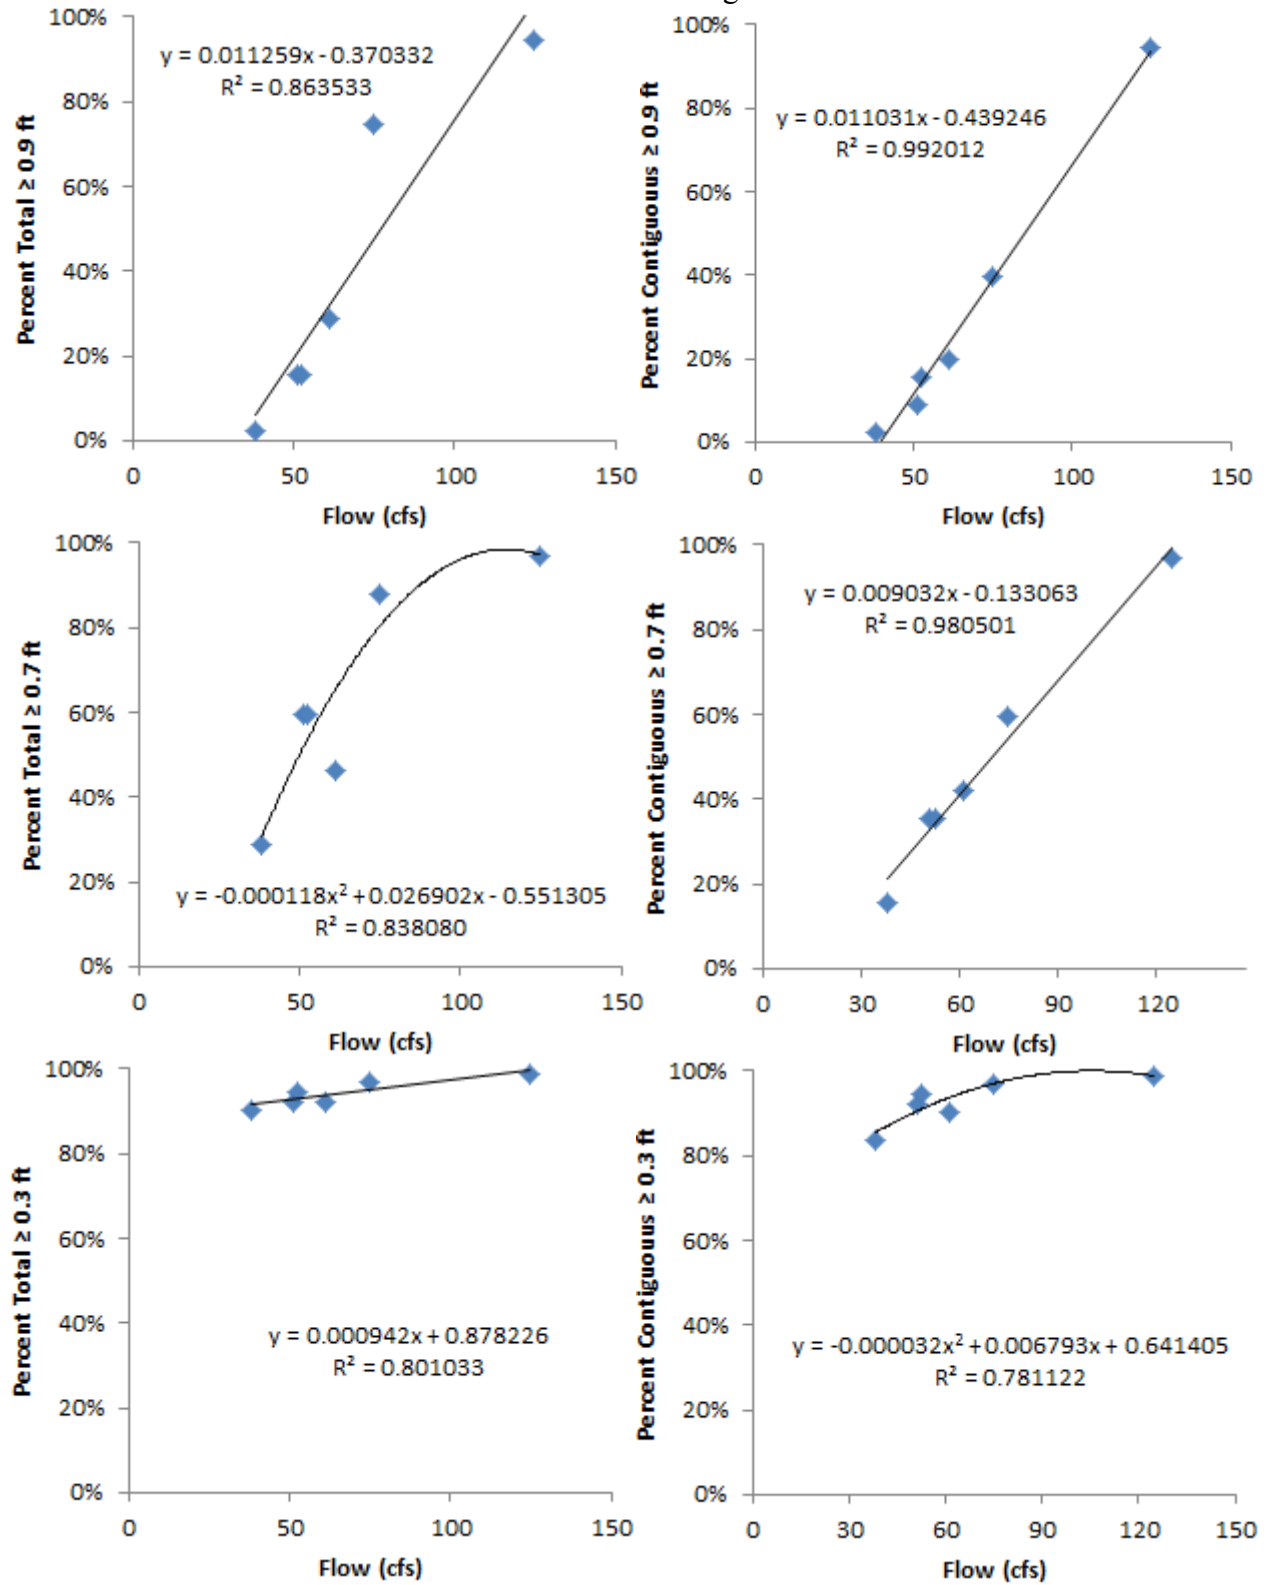 100%
80%
60%
40%
20%
0%
Percent Total ≥ 0.9 ft
y = 0.011259x - 0.370332
R² = 0.863533
0 50 100 150
Flow (cfs)
100%
80%
60%
40%
20%
0%
Percent Contiguous ≥ 0.9 ft
y = 0.011031x - 0.439246
R² = 0.992012
0 50 100 150
Flow (cfs)
100%
80%
60%
40%
20%
0%
Percent Total ≥ 0.7 ft
y = -0.000118x² + 0.026902x - 0.551305
R² = 0.838080
0 50 100 150
Flow (cfs)
100%
80%
60%
40%
20%
0%
Percent Contiguous ≥ 0.7 ft
y = 0.009032x - 0.133063
R² = 0.980501
0 30 60 90 120
Flow (cfs)
100%
80%
60%
40%
20%
0%
Percent Total ≥ 0.3 ft
y = 0.000942x + 0.878226
R² = 0.801033
0 50 100 150
Flow (cfs)
100%
80%
60%
40%
20%
0%
Percent Contiguous ≥ 0.3 ft
y = -0.000032x² + 0.006793x + 0.641405
R² = 0.781122
0 30 60 90 120 150
Flow (cfs)